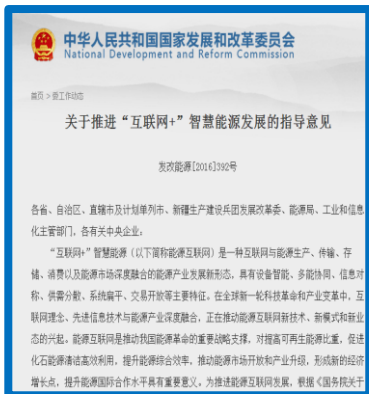 中华人民共和国国家发展和改革委员会
National Development and Reform Commission
首页 > 委工作动态
关于推进“互联网+”智慧能源发展的指导意见
发改能源[2016]392号
各省、自治区、直辖市及计划单列市、新疆生产建设兵团发展改革委、能源局、工业和信息
化主管部门，各有关中央企业：
“互联网+”智慧能源（以下简称能源互联网）是一种互联网与能源生产、传输、存
储、消费以及能源市场深度融合的能源产业发展新形态，具有设备智能、多能协同、信息对
称、供需分散、系统扁平、交易开放等主要特征。在全球新一轮科技革命和产业变革中，互
联网理念、先进信息技术与能源产业深度融合，正在推动能源互联网新技术、新模式和新业
态的兴起。能源互联网是推动我国能源革命的重要战略支撑，对提高可再生能源比重，促进
化石能源清洁高效利用，提升能源综合效率，推动能源市场开放和产业升级，形成新的经济
增长点，提升能源国际合作水平具有重要意义。为推进能源互联网发展，根据《国务院关于